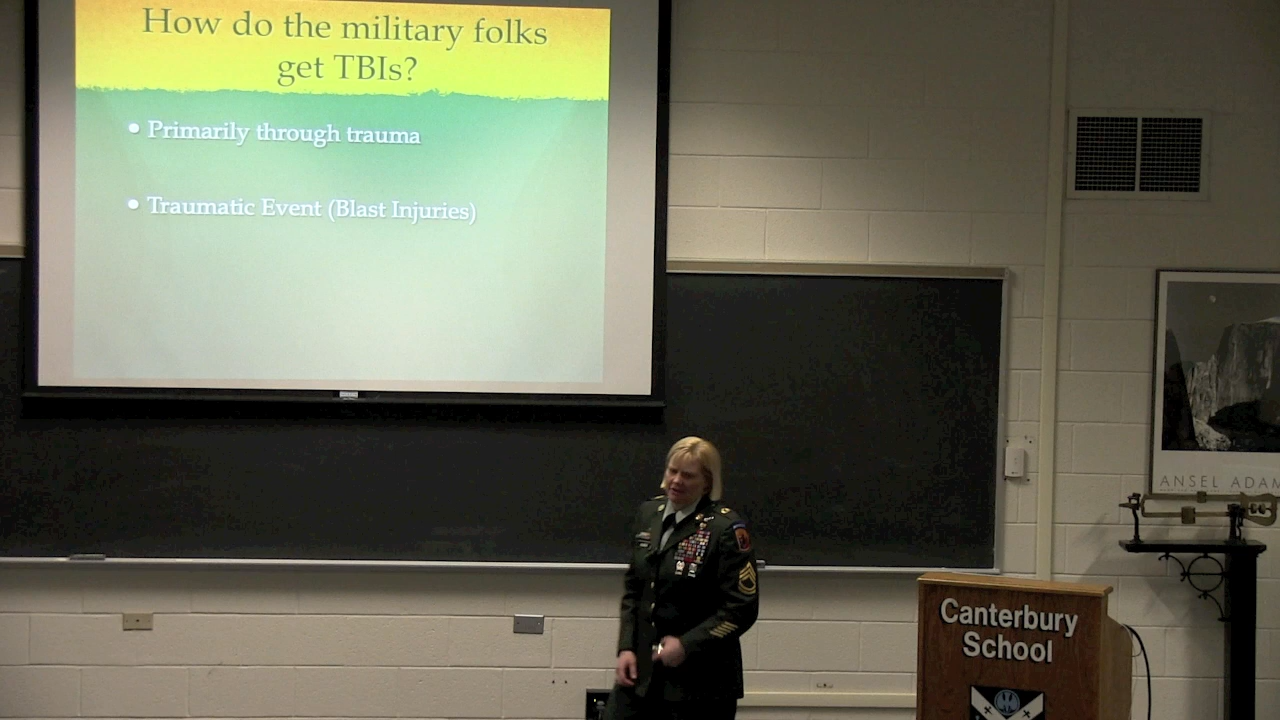 How do the military folks
get TBIs?
• Primarily through trauma
• Traumatic Event (Blast Injuries)
ANSEL ADAM
Canterbury
School